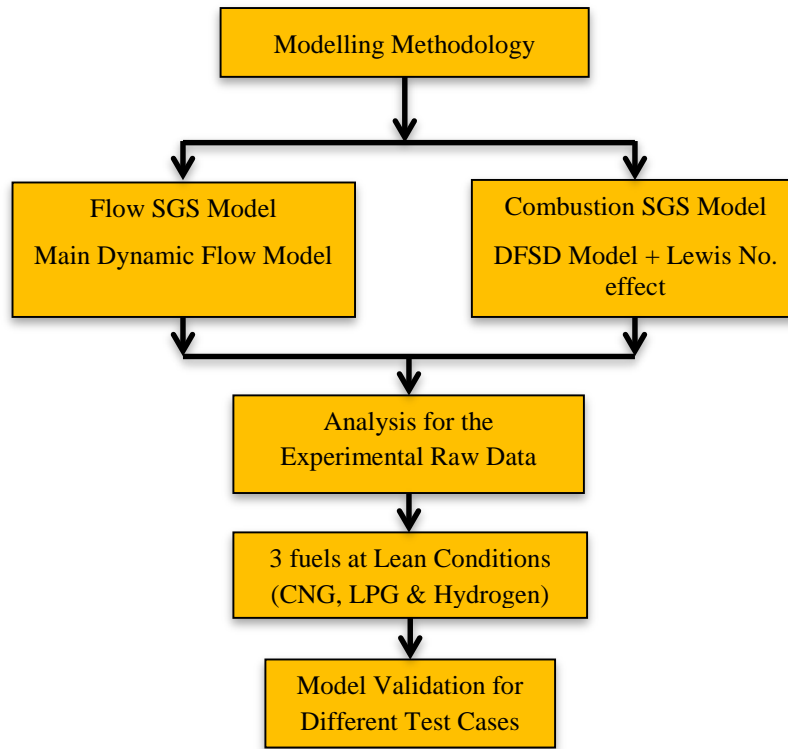 Modelling Methodology
Flow SGS Model
Main Dynamic Flow Model
Combustion SGS Model
DFSD Model + Lewis No.
effect
Analysis for the
Experimental Raw Data
3 fuels at Lean Conditions
(CNG, LPG & Hydrogen)
Model Validation for
Different Test Cases